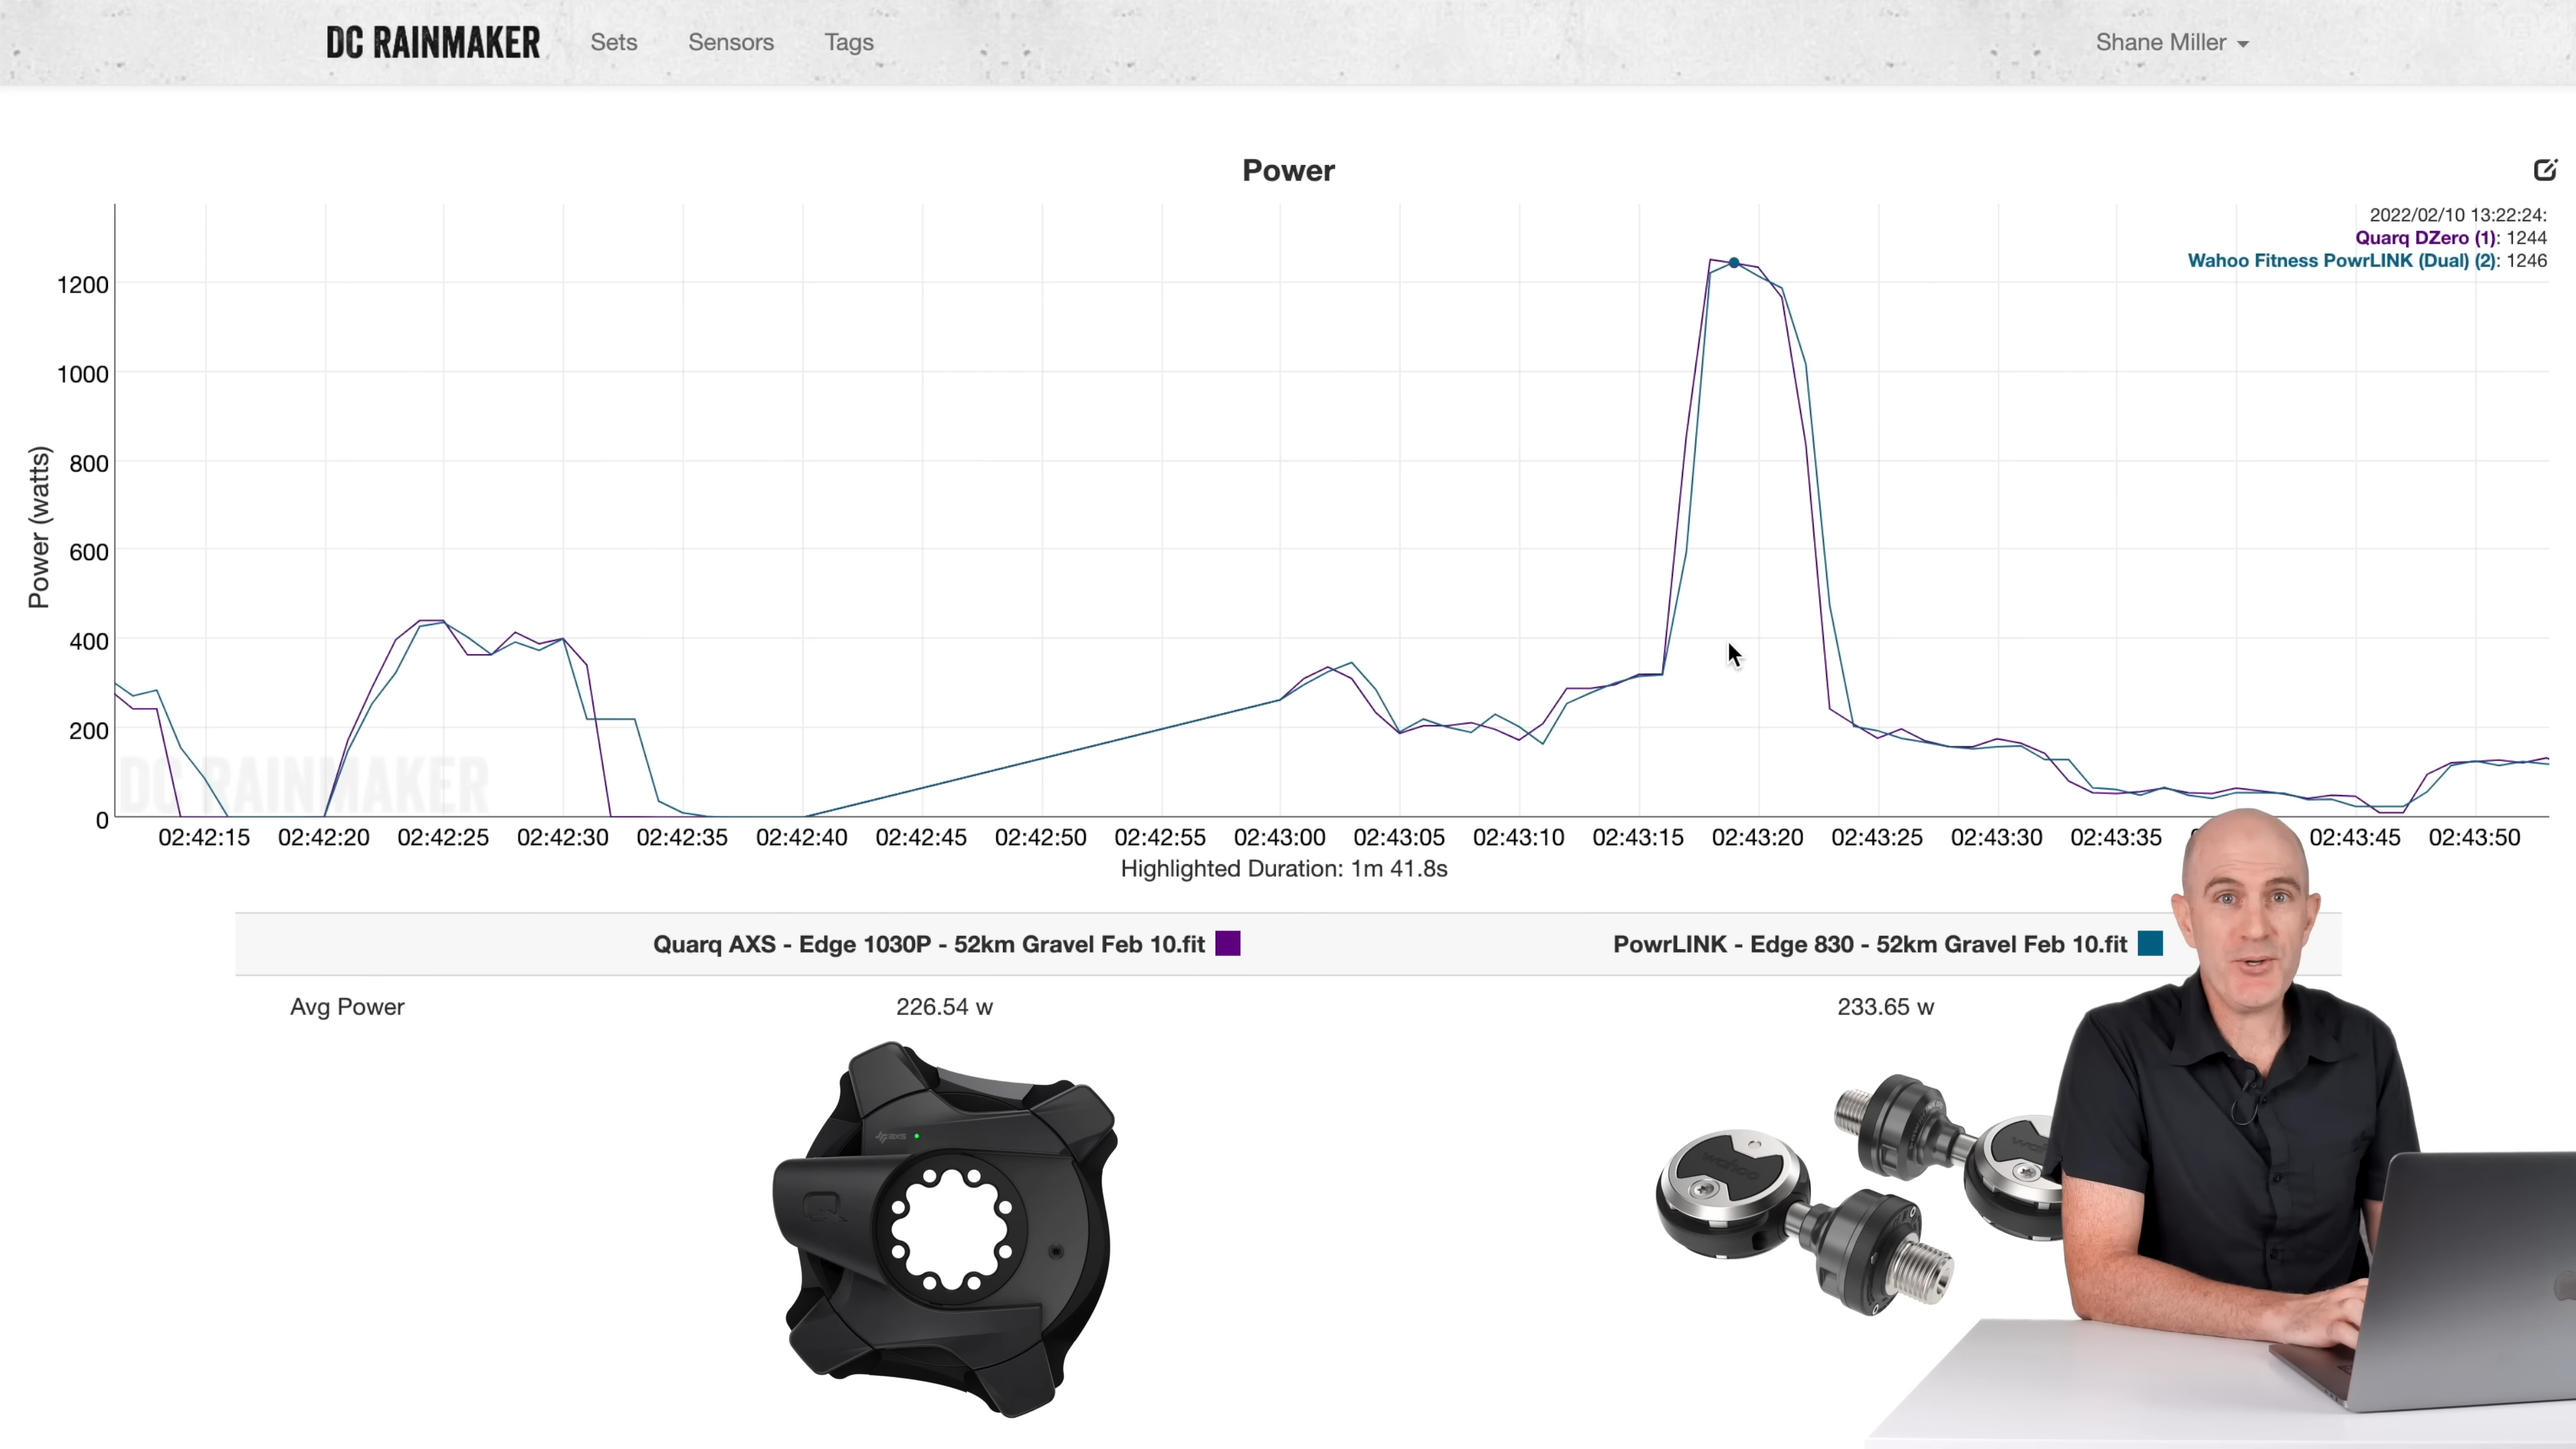 DC RAINMAKER Sets Sensors Tags Shane Miller
Power
2022/02/10 13:22:24:
Quarq DZero (1): 1244
Wahoo Fitness PowrLINK (Dual) (2): 1246
Power (watts)
1200
1000
800
600
400
200
0
DC RAINMAKER
02:42:15 02:42:20 02:42:25 02:42:30 02:42:35 02:42:40 02:42:45 02:42:50 02:42:55 02:43:00 02:43:05 02:43:10 02:43:15 02:43:20 02:43:25 02:43:30 02:43:35 02:43:45 02:43:50
Highlighted Duration: 1m 41.8s
Quarq AXS - Edge 1030P - 52km Gravel Feb 10.fit PowrLINK - Edge 830 - 52km Gravel Feb 10.fit
Avg Power 226.54 w 233.65 w
AXS
wahoo